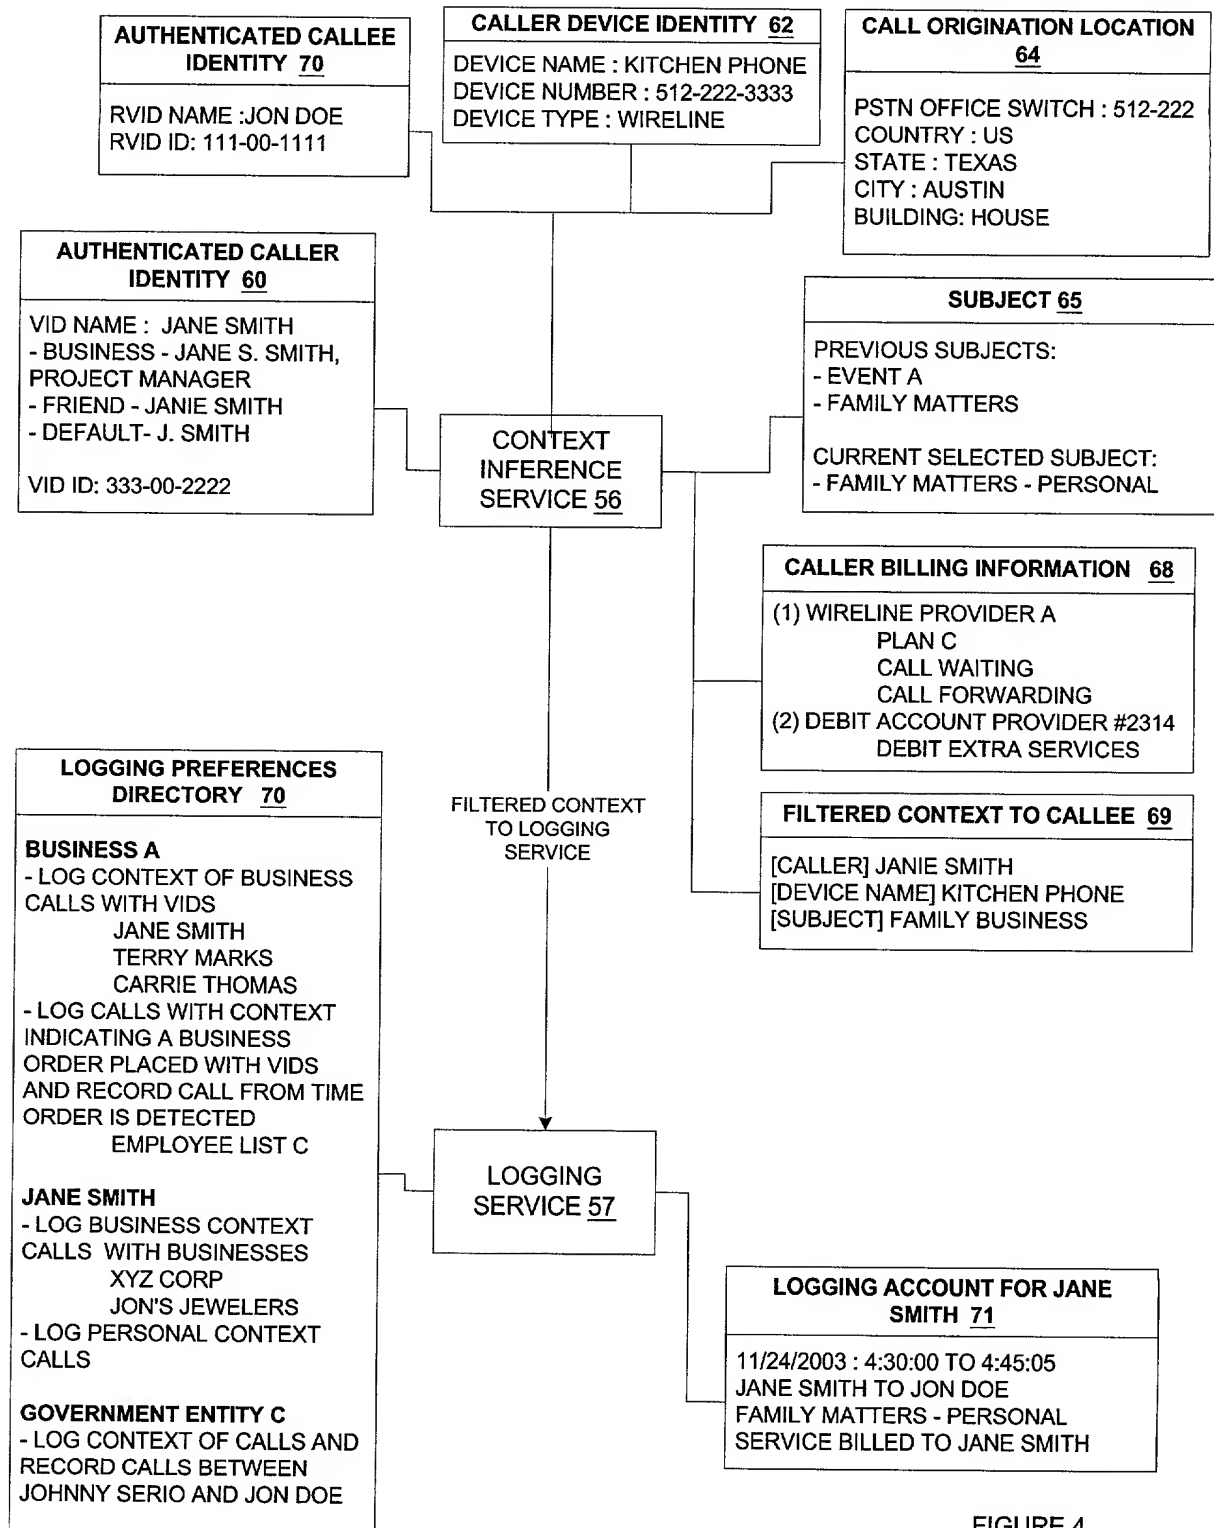 AUTHENTICATED CALLEE
IDENTITY 70
RVID NAME :JON DOE
RVID ID: 111-00-1111
CALLER DEVICE IDENTITY 62
DEVICE NAME : KITCHEN PHONE
DEVICE NUMBER : 512-222-3333
DEVICE TYPE : WIRELINE
CALL ORIGINATION LOCATION
64
PSTN OFFICE SWITCH : 512-222
COUNTRY : US
STATE : TEXAS
CITY : AUSTIN
BUILDING: HOUSE
AUTHENTICATED CALLER
IDENTITY 60
VID NAME : JANE SMITH
- BUSINESS - JANE S. SMITH,
PROJECT MANAGER
- FRIEND - JANIE SMITH
- DEFAULT- J. SMITH
VID ID: 333-00-2222
CONTEXT
INFERENCE
SERVICE 56
SUBJECT 65
PREVIOUS SUBJECTS:
- EVENT A
- FAMILY MATTERS
CURRENT SELECTED SUBJECT:
- FAMILY MATTERS - PERSONAL
CALLER BILLING INFORMATION 68
(1) WIRELINE PROVIDER A
PLAN C
CALL WAITING
CALL FORWARDING
(2) DEBIT ACCOUNT PROVIDER #2314
DEBIT EXTRA SERVICES
FILTERED CONTEXT TO CALLEE 69
[CALLER] JANIE SMITH
[DEVICE NAME] KITCHEN PHONE
[SUBJECT] FAMILY BUSINESS
FILTERED CONTEXT
TO LOGGING
SERVICE
LOGGING PREFERENCES
DIRECTORY 70
BUSINESS A
- LOG CONTEXT OF BUSINESS
CALLS WITH VIDS
JANE SMITH
TERRY MARKS
CARRIE THOMAS
- LOG CALLS WITH CONTEXT
INDICATING A BUSINESS
ORDER PLACED WITH VIDS
AND RECORD CALL FROM TIME
ORDER IS DETECTED
EMPLOYEE LIST C
JANE SMITH
- LOG BUSINESS CONTEXT
CALLS WITH BUSINESSES
XYZ CORP
JON'S JEWELERS
- LOG PERSONAL CONTEXT
CALLS
GOVERNMENT ENTITY C
- LOG CONTEXT OF CALLS AND
RECORD CALLS BETWEEN
JOHNNY SERIO AND JON DOE
LOGGING
SERVICE 57
LOGGING ACCOUNT FOR JANE
SMITH 71
11/24/2003 : 4:30:00 TO 4:45:05
JANE SMITH TO JON DOE
FAMILY MATTERS - PERSONAL
SERVICE BILLED TO JANE SMITH
FIGURE 4